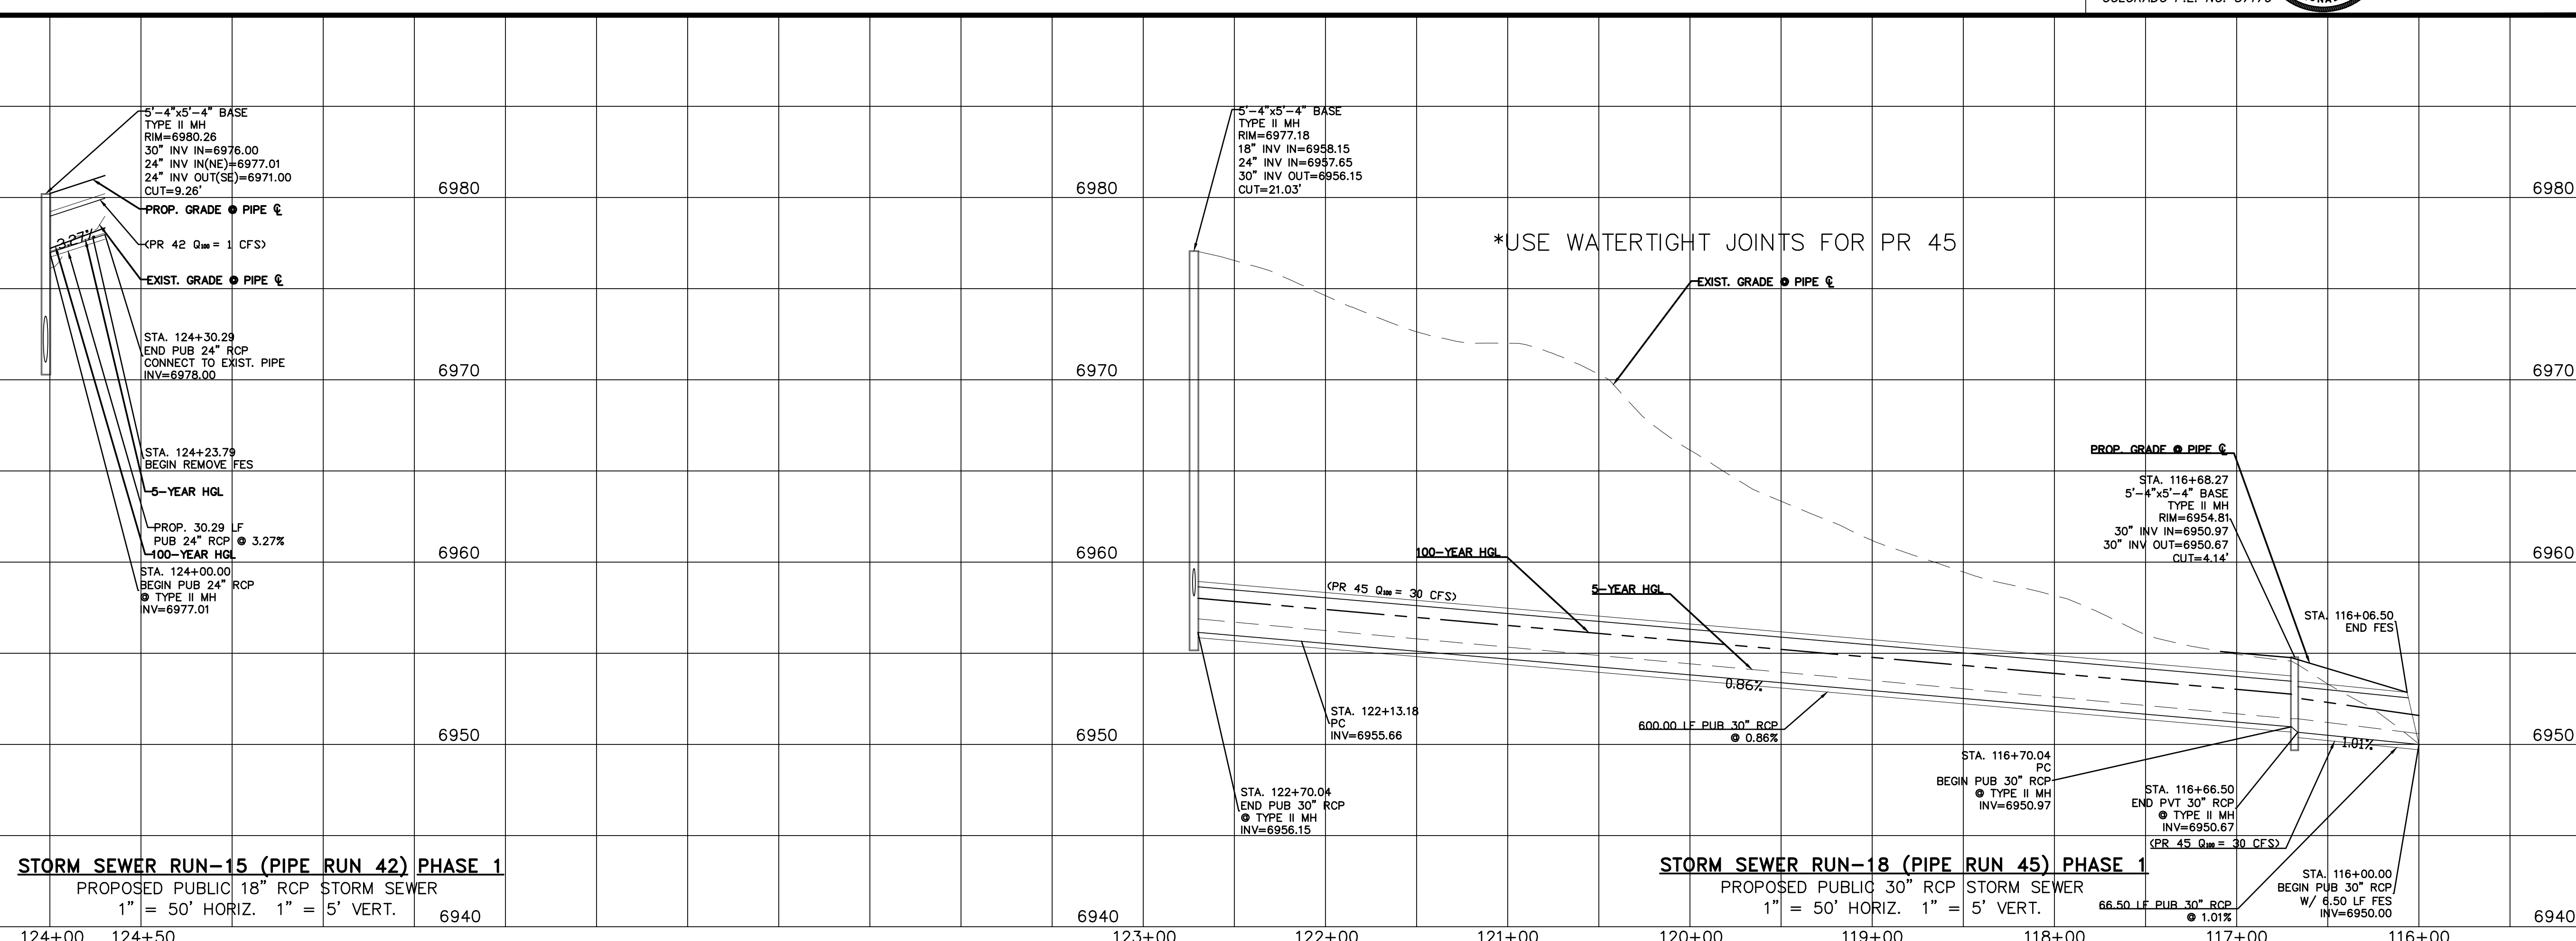 5'-4"x5'-4" BASE
TYPE II MH
RIM=6980.26
30" INV IN=6976.00
24" INV IN(NE)=6977.01
24" INV OUT(SE)=6971.00
CUT=9.26'
PROP. GRADE @ PIPE ℄
(PR 42 Q₁₀₀ = 1 CFS)
3.27%
EXIST. GRADE @ PIPE ℄
STA. 124+30.29
END PUB 24" RCP
CONNECT TO EXIST. PIPE
INV=6978.00
STA. 124+23.79
BEGIN REMOVE FES
5-YEAR HGL
PROP. 30.29 LF
PUB 24" RCP @ 3.27%
100-YEAR HGL
STA. 124+00.00
BEGIN PUB 24" RCP
@ TYPE II MH
INV=6977.01
6980
6970
6960
6950
6940
STORM SEWER RUN-15 (PIPE RUN 42) PHASE 1
PROPOSED PUBLIC 18" RCP STORM SEWER
1" = 50' HORIZ. 1" = 5' VERT.
124+00 124+50
6980
6970
6960
6950
6940
5'-4"x5'-4" BASE
TYPE II MH
RIM=6977.18
18" INV IN=6958.15
24" INV IN=6957.65
30" INV OUT=6956.15
CUT=21.03'
*USE WATERTIGHT JOINTS FOR PR 45
EXIST. GRADE @ PIPE ℄
PROP. GRADE @ PIPE ℄
STA. 116+68.27
5'-4"x5'-4" BASE
TYPE II MH
RIM=6954.81
30" INV IN=6950.97
30" INV OUT=6950.67
CUT=4.14'
100-YEAR HGL
(PR 45 Q₁₀₀ = 30 CFS)
5-YEAR HGL
STA. 116+06.50
END FES
0.86%
STA. 122+13.18
PC
INV=6955.66
600.00 LF PUB 30" RCP
@ 0.86%
1.01%
STA. 116+70.04
PC
BEGIN PUB 30" RCP
@ TYPE II MH
INV=6950.97
STA. 122+70.04
END PUB 30" RCP
@ TYPE II MH
INV=6956.15
STA. 116+66.50
END PVT 30" RCP
@ TYPE II MH
INV=6950.67
(PR 45 Q₁₀₀ = 30 CFS)
STORM SEWER RUN-18 (PIPE RUN 45) PHASE 1
PROPOSED PUBLIC 30" RCP STORM SEWER
1" = 50' HORIZ. 1" = 5' VERT.
66.50 LF PUB 30" RCP
@ 1.01%
STA. 116+00.00
BEGIN PUB 30" RCP
W/ 6.50 LF FES
INV=6950.00
6980
6970
6960
6950
6940
123+00 122+00 121+00 120+00 119+00 118+00 117+00 116+00